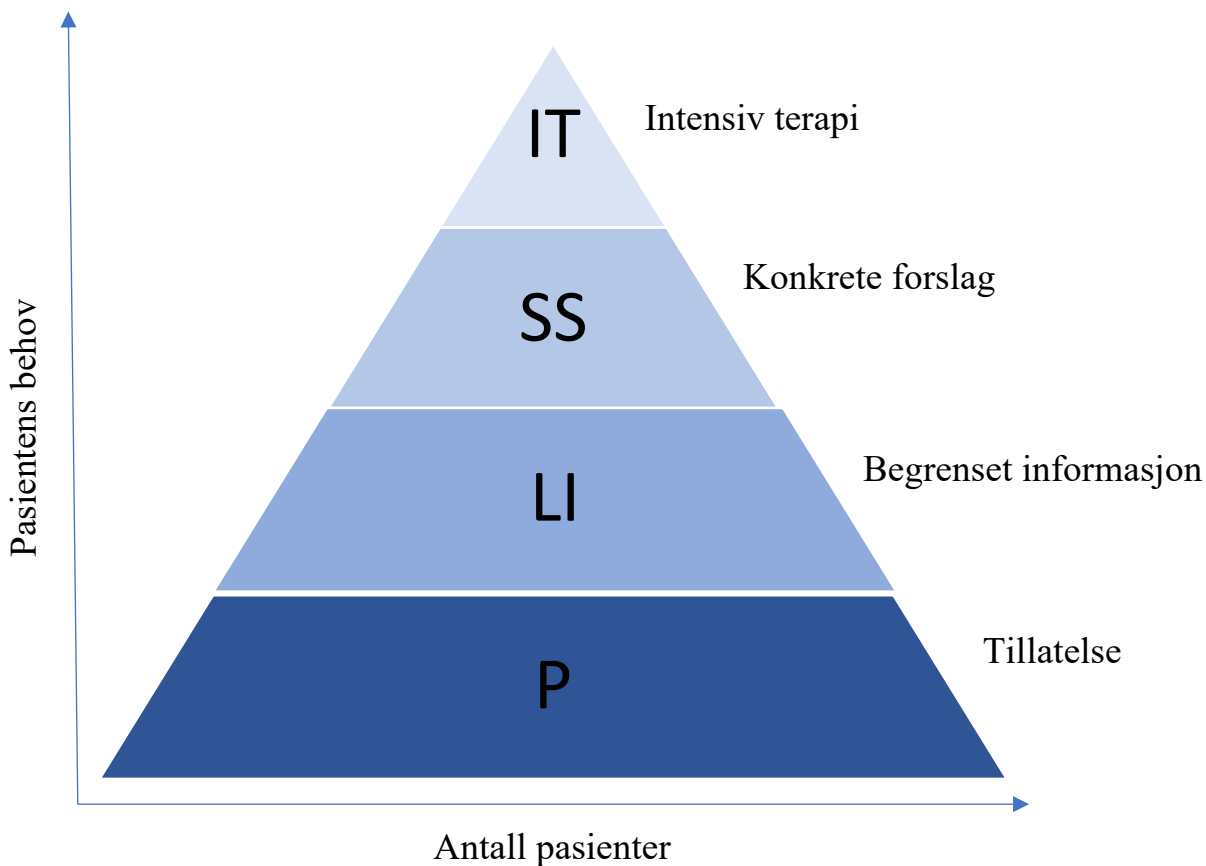 IT
Intensiv terapi
SS
Konkrete forslag
LI
Begrenset informasjon
P
Tillatelse
Pasientens behov
Antall pasienter